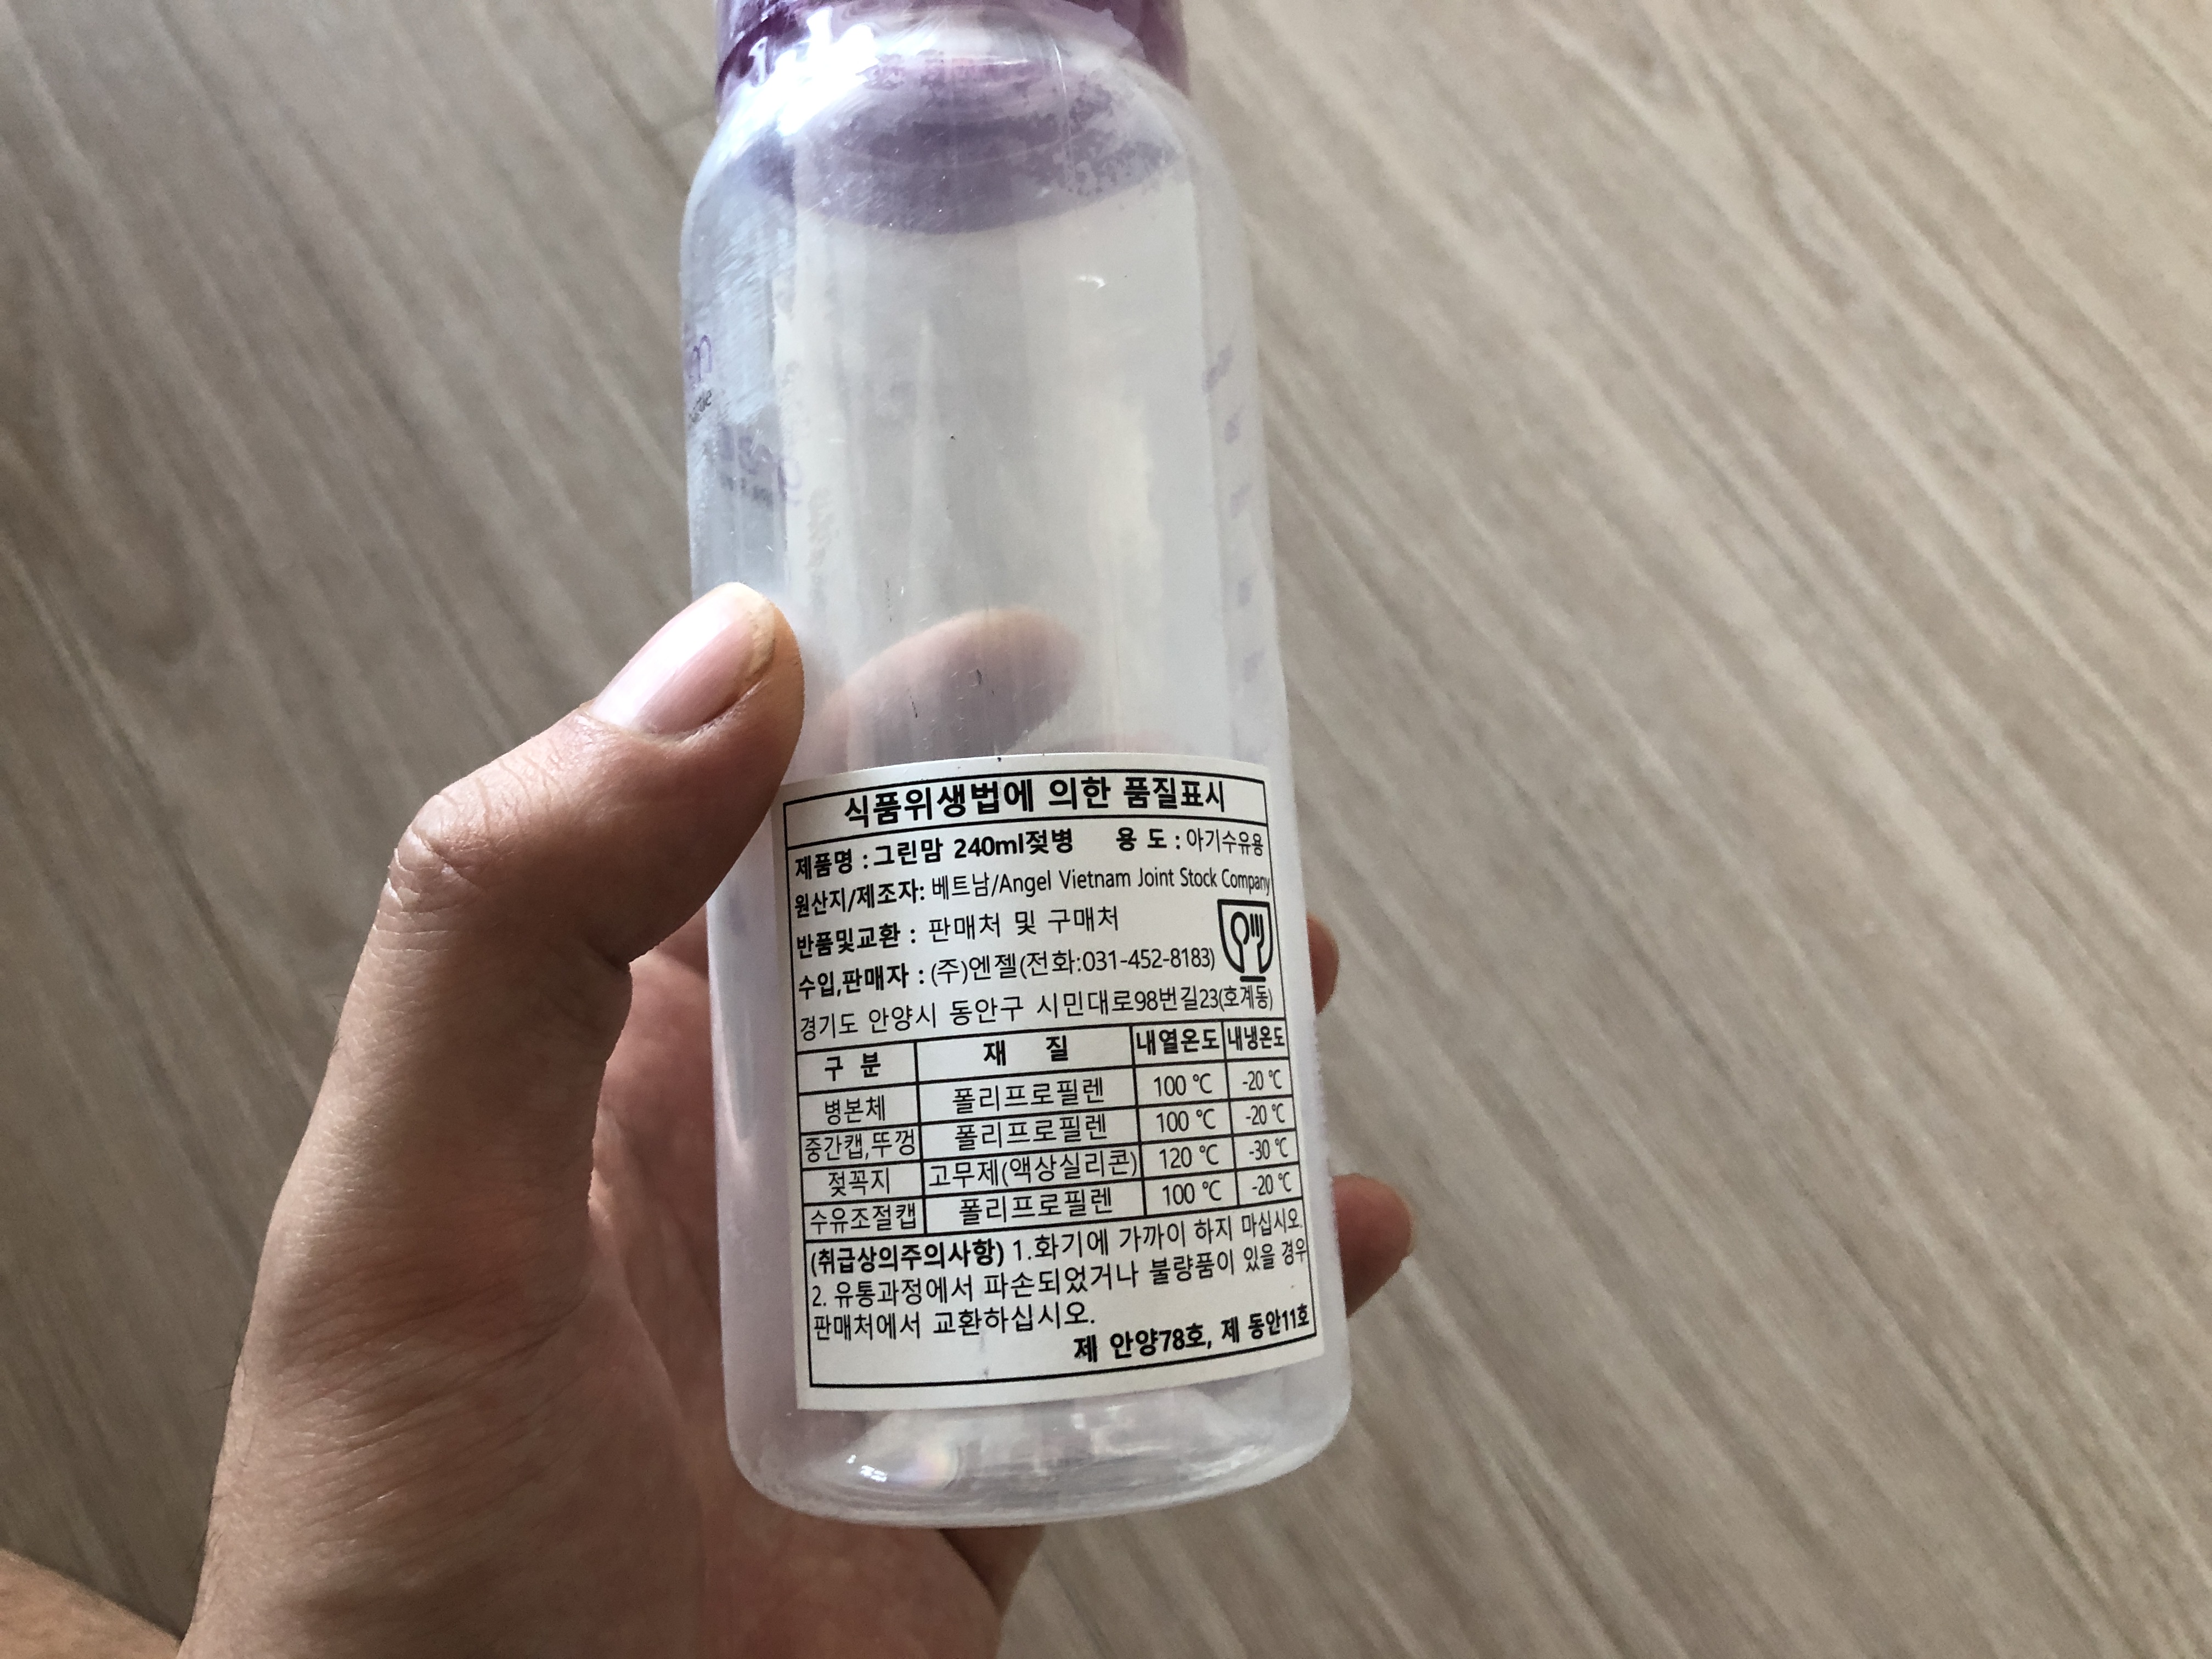 식품위생법에 의한 품질표시
제품명 : 그린맘 240ml젖병 용 도 : 아기수유용
원산지/제조자: 베트남/Angel Vietnam Joint Stock Company
반품및교환 : 판매처 및 구매처
수입,판매자 : (주)엔젤(전화:031-452-8183)
경기도 안양시 동안구 시민대로98번길23(호계동)
구 분 재 질 내열온도 내냉온도
병본체 폴리프로필렌 100 ℃ -20 ℃
중간캡,뚜껑 폴리프로필렌 100 ℃ -20 ℃
젖꼭지 고무제(액상실리콘) 120 ℃ -30 ℃
수유조절캡 폴리프로필렌 100 ℃ -20 ℃
(취급상의주의사항) 1.화기에 가까이 하지 마십시오.
2. 유통과정에서 파손되었거나 불량품이 있을 경우
판매처에서 교환하십시오.
제 안양78호, 제 동안11호